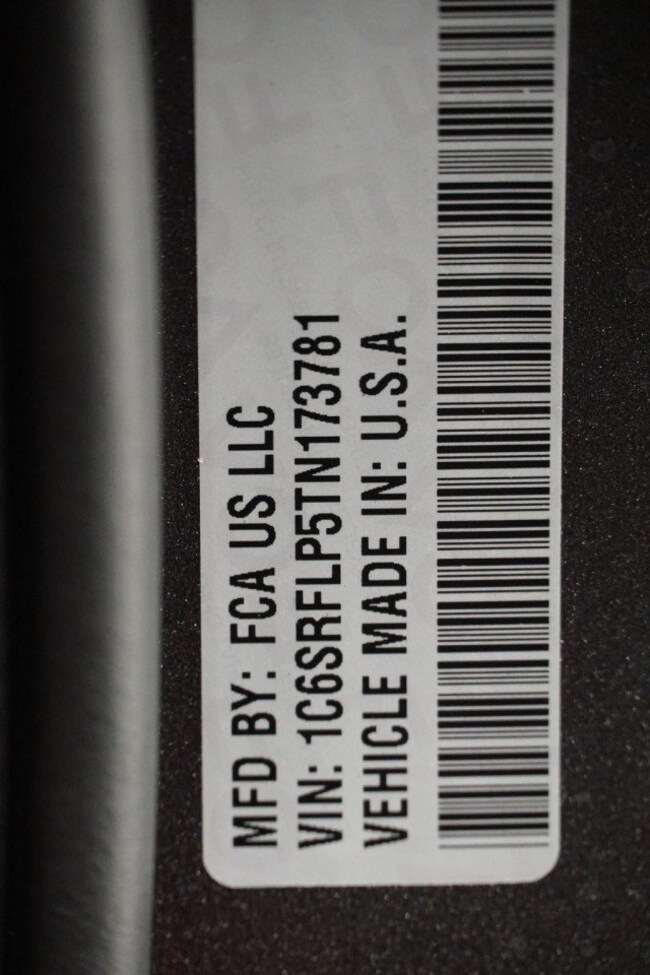 MFD BY: FCA US LLC
VIN: 1C6SRFLP5TN173781
VEHICLE MADE IN: U.S.A.